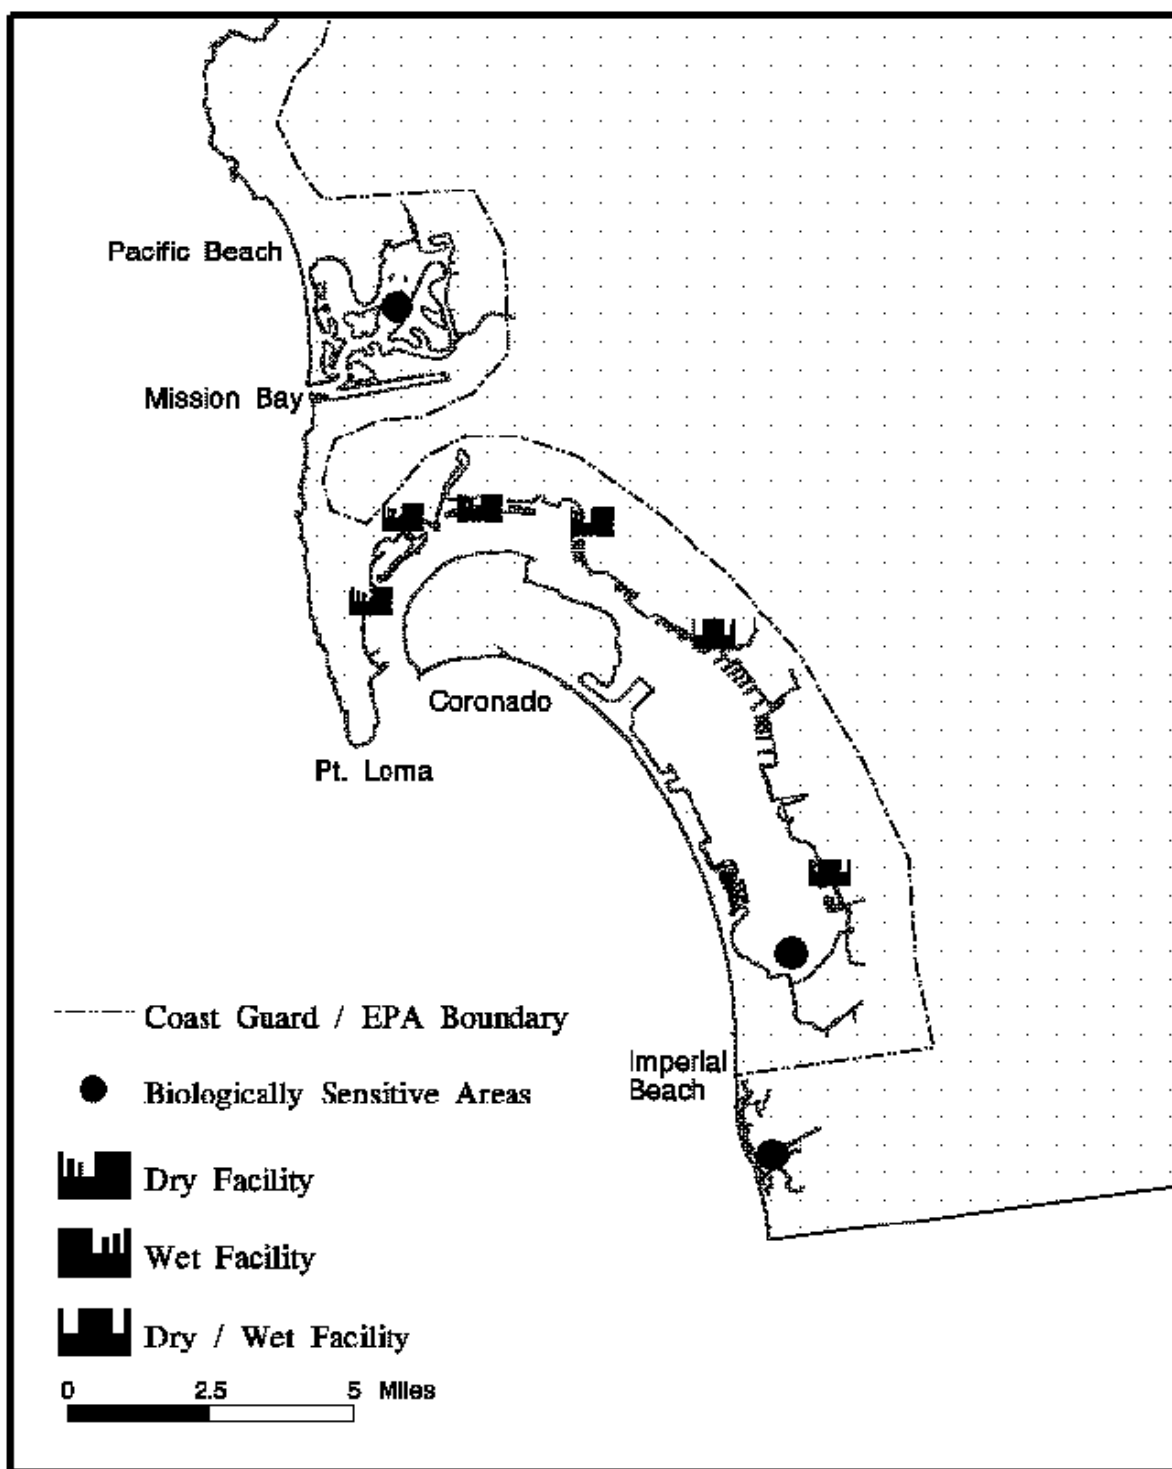 Pacific Beach
Mission Bay
Coronado
Pt. Loma
Coast Guard / EPA Boundary
Imperial
Beach
Biologically Sensitive Areas
Dry Facility
Wet Facility
Dry / Wet Facility
0 2.5 5 Miles